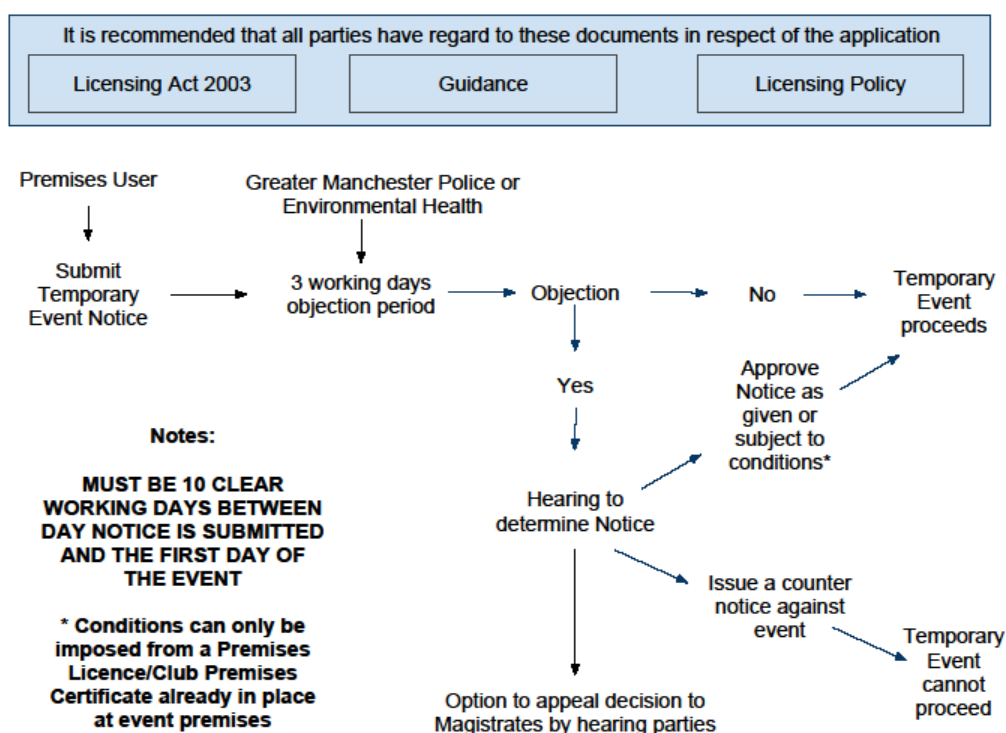 It is recommended that all parties have regard to these documents in respect of the application
Licensing Act 2003
Guidance
Licensing Policy
Premises User
Greater Manchester Police or
Environmental Health
Submit
Temporary
Event Notice
3 working days
objection period
Objection
No
Temporary
Event
proceeds
Yes
Approve
Notice as
given or
subject to
conditions*
Hearing to
determine Notice
Issue a counter
notice against
event
Temporary
Event
cannot
proceed
Option to appeal decision to
Magistrates by hearing parties
Notes:
MUST BE 10 CLEAR
WORKING DAYS BETWEEN
DAY NOTICE IS SUBMITTED
AND THE FIRST DAY OF
THE EVENT
* Conditions can only be
imposed from a Premises
Licence/Club Premises
Certificate already in place
at event premises